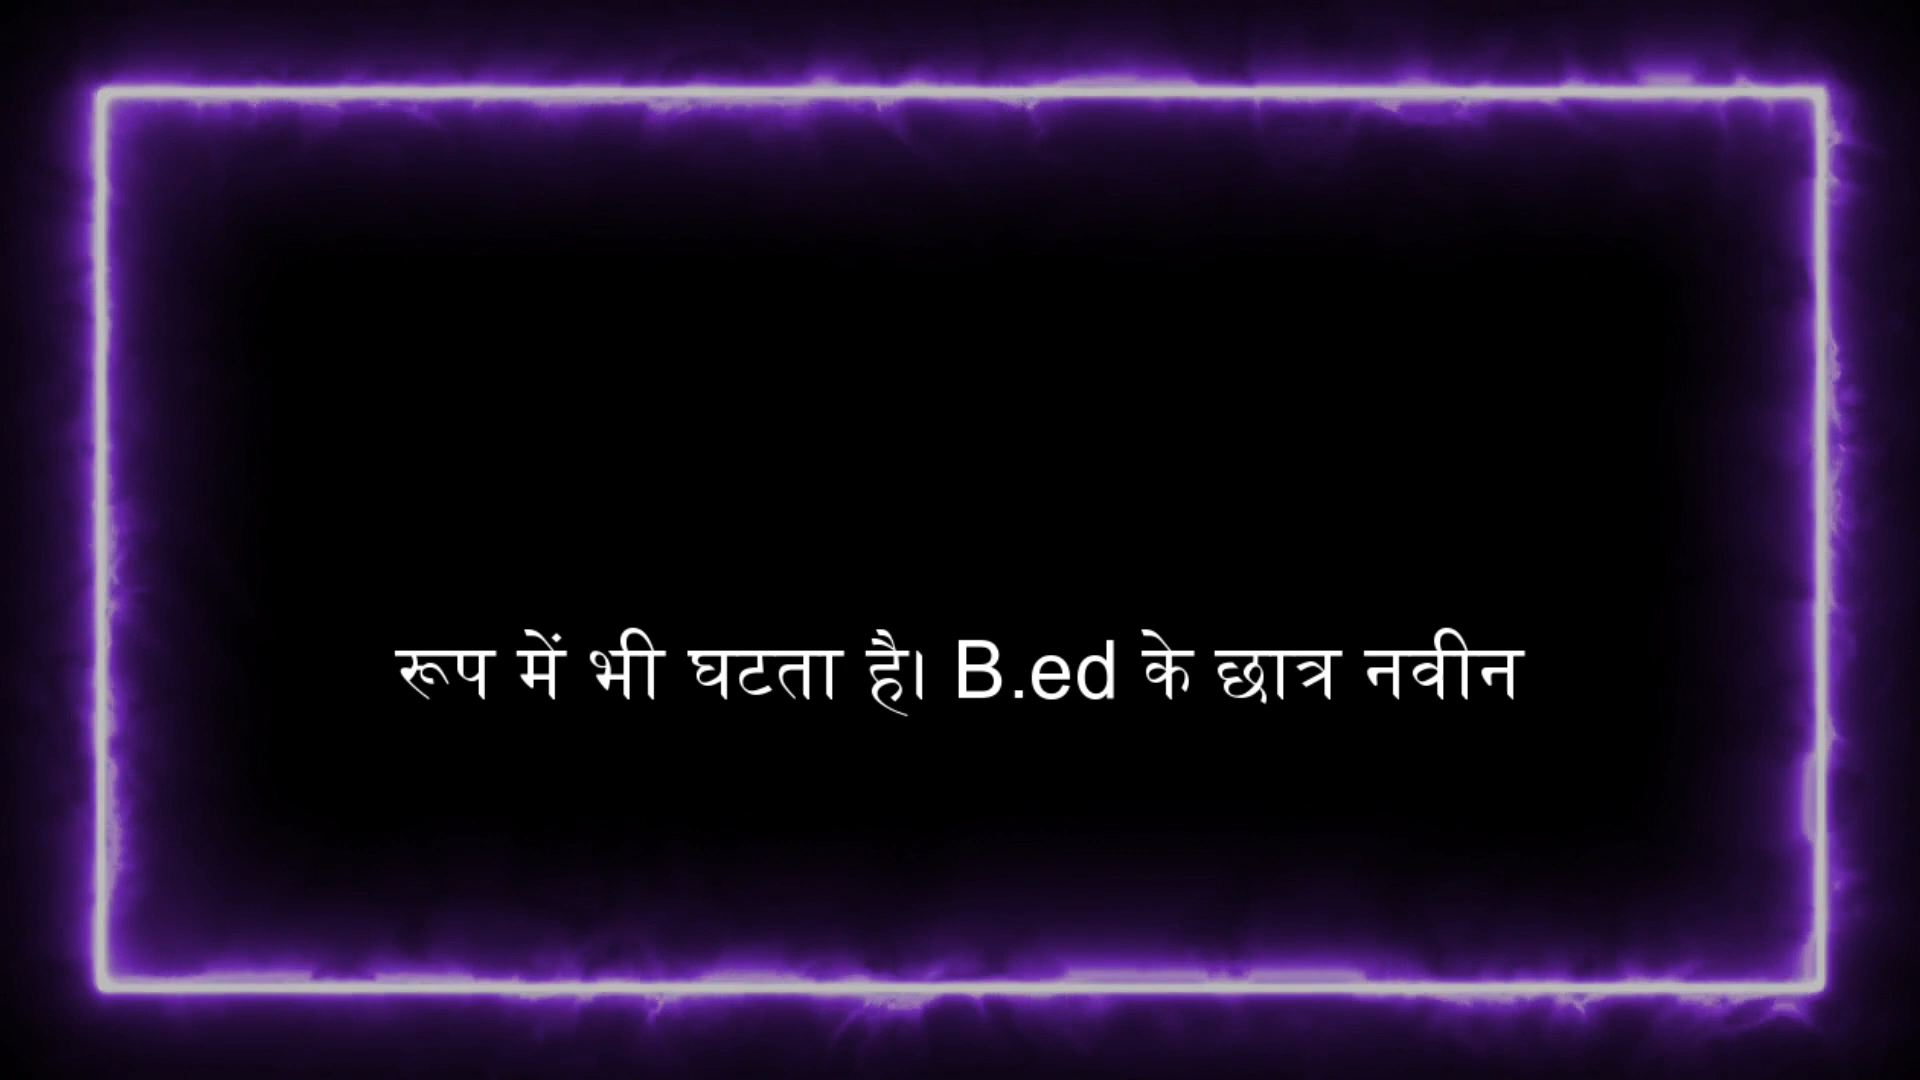 रूप में भी घटता है। B.ed के छात्र नवीन